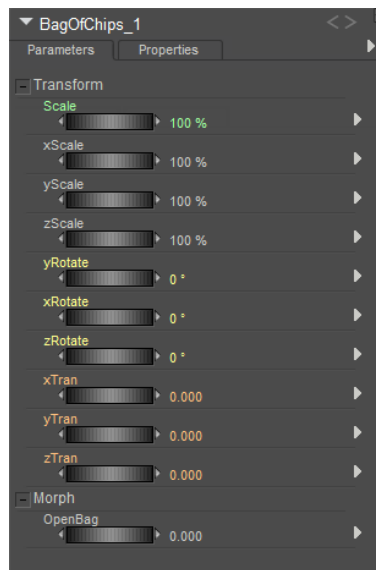 BagOfChips_1
Parameters Properties
Transform
Scale
100 %
xScale
100 %
yScale
100 %
zScale
100 %
yRotate
0 °
xRotate
0 °
zRotate
0 °
xTran
0.000
yTran
0.000
zTran
0.000
Morph
OpenBag
0.000